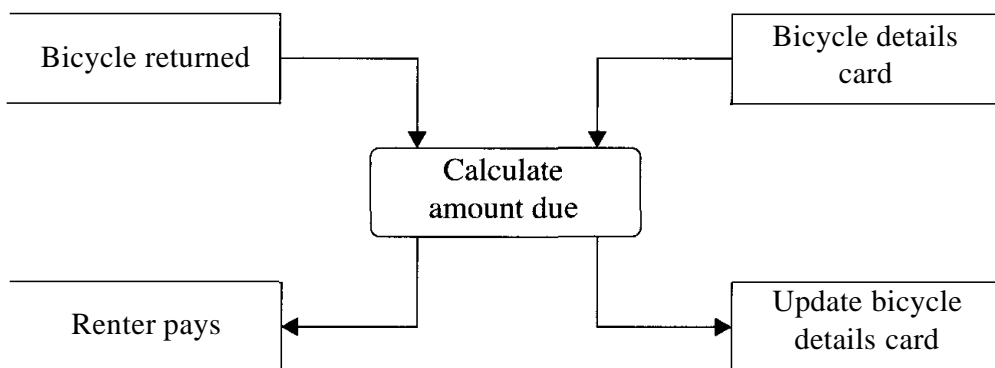 Bicycle returned
Bicycle details
card
Calculate
amount due
Renter pays
Update bicycle
details card